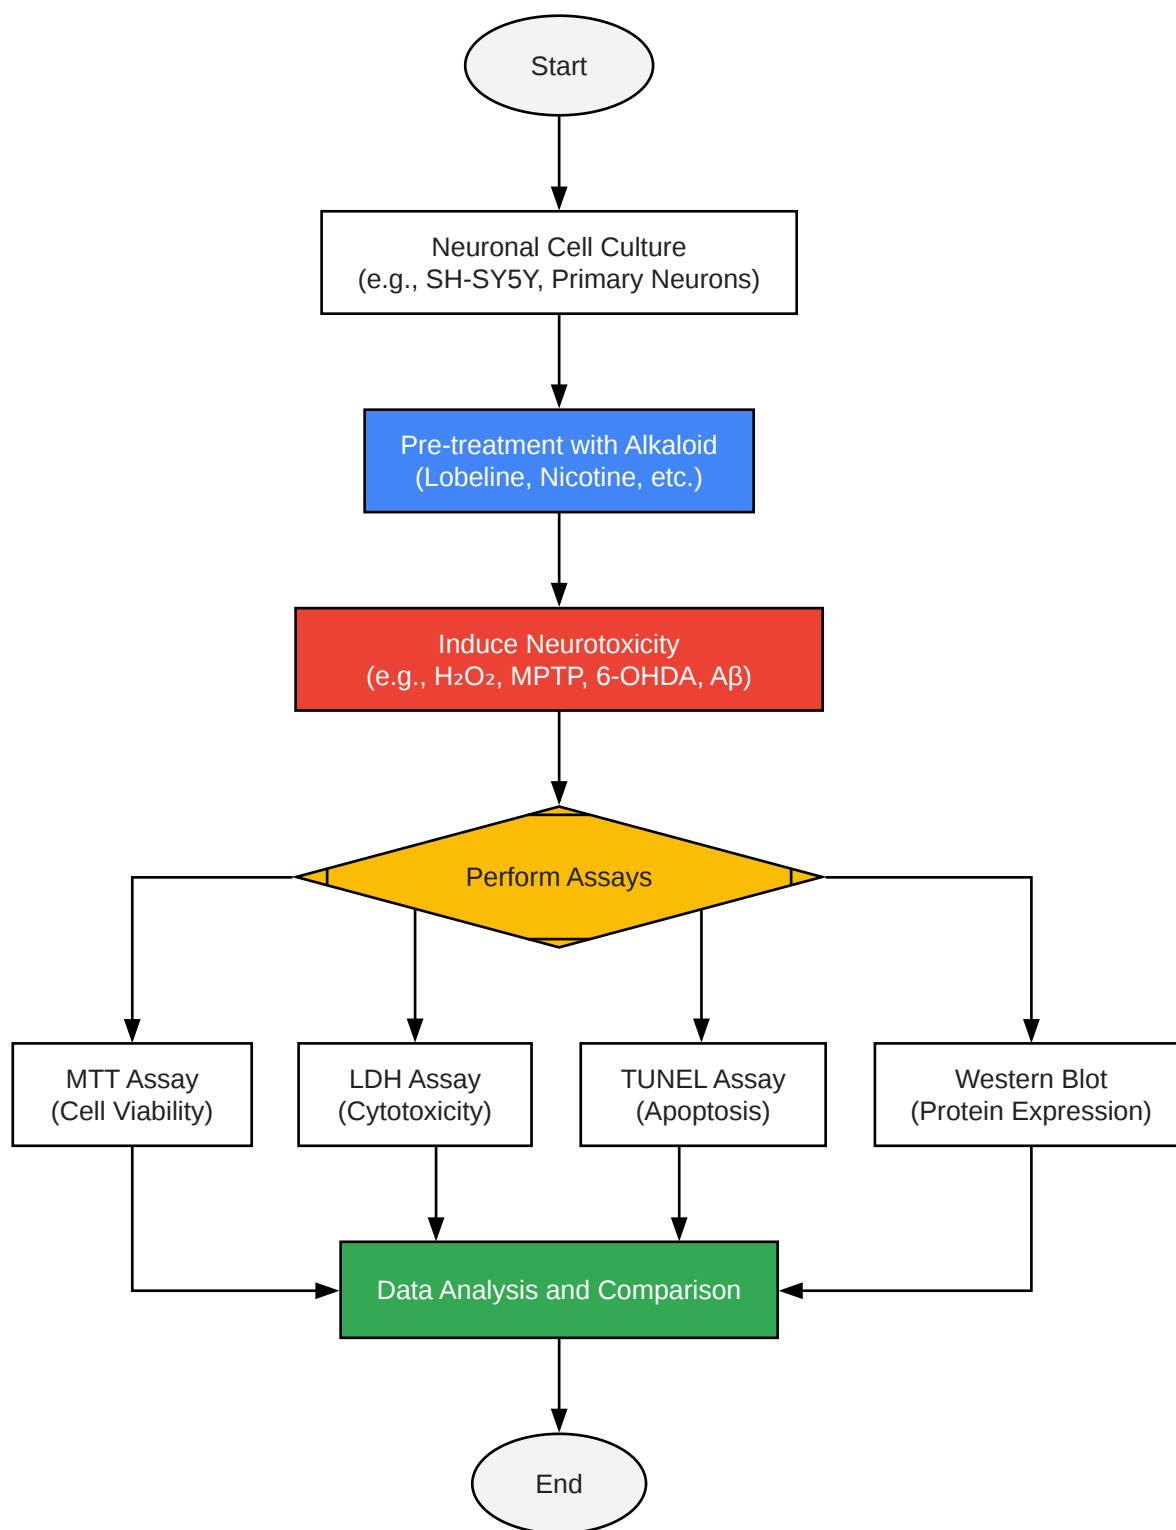 Start
Neuronal Cell Culture
(e.g., SH-SY5Y, Primary Neurons)
Pre-treatment with Alkaloid
(Lobeline, Nicotine, etc.)
Induce Neurotoxicity
(e.g., H₂O₂, MPTP, 6-OHDA, Aβ)
Perform Assays
MTT Assay
(Cell Viability)
LDH Assay
(Cytotoxicity)
TUNEL Assay
(Apoptosis)
Western Blot
(Protein Expression)
Data Analysis and Comparison
End